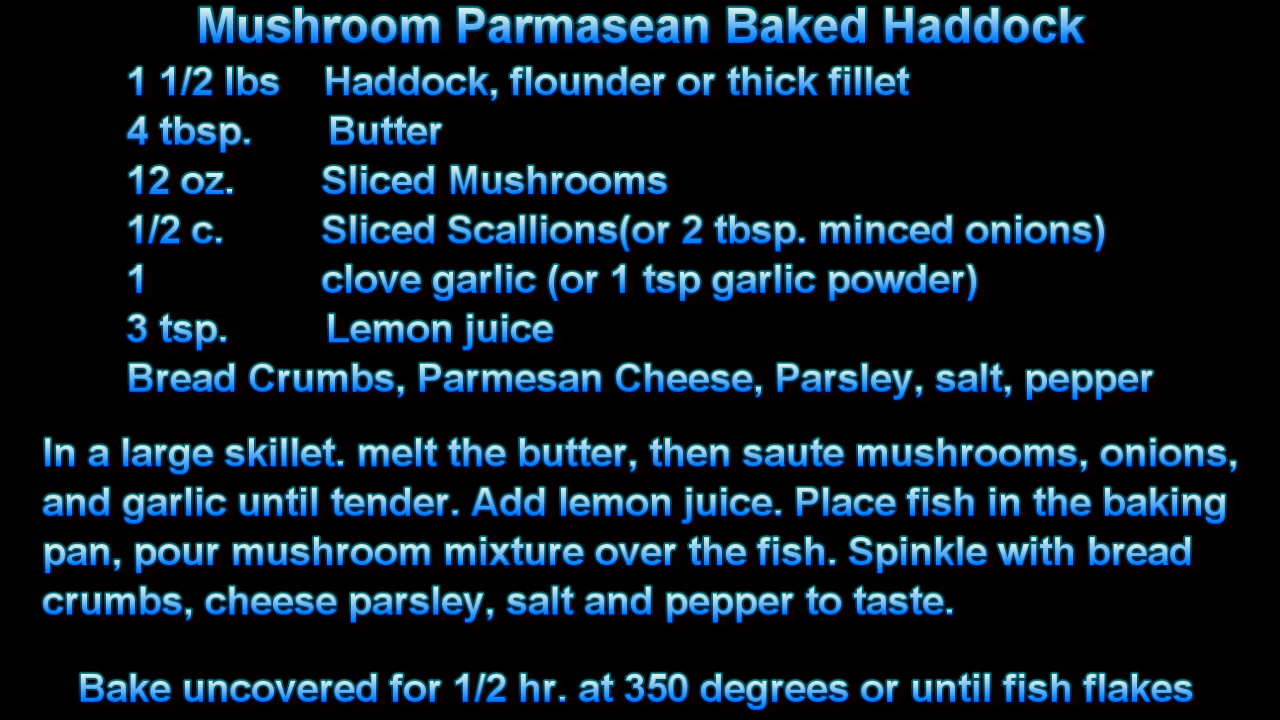 Mushroom Parmasean Baked Haddock
1 1/2 lbs Haddock, flounder or thick fillet
4 tbsp. Butter
12 oz. Sliced Mushrooms
1/2 c. Sliced Scallions(or 2 tbsp. minced onions)
1 clove garlic (or 1 tsp garlic powder)
3 tsp. Lemon juice
Bread Crumbs, Parmesan Cheese, Parsley, salt, pepper
In a large skillet. melt the butter, then saute mushrooms, onions,
and garlic until tender. Add lemon juice. Place fish in the baking
pan, pour mushroom mixture over the fish. Spinkle with bread
crumbs, cheese parsley, salt and pepper to taste.
Bake uncovered for 1/2 hr. at 350 degrees or until fish flakes